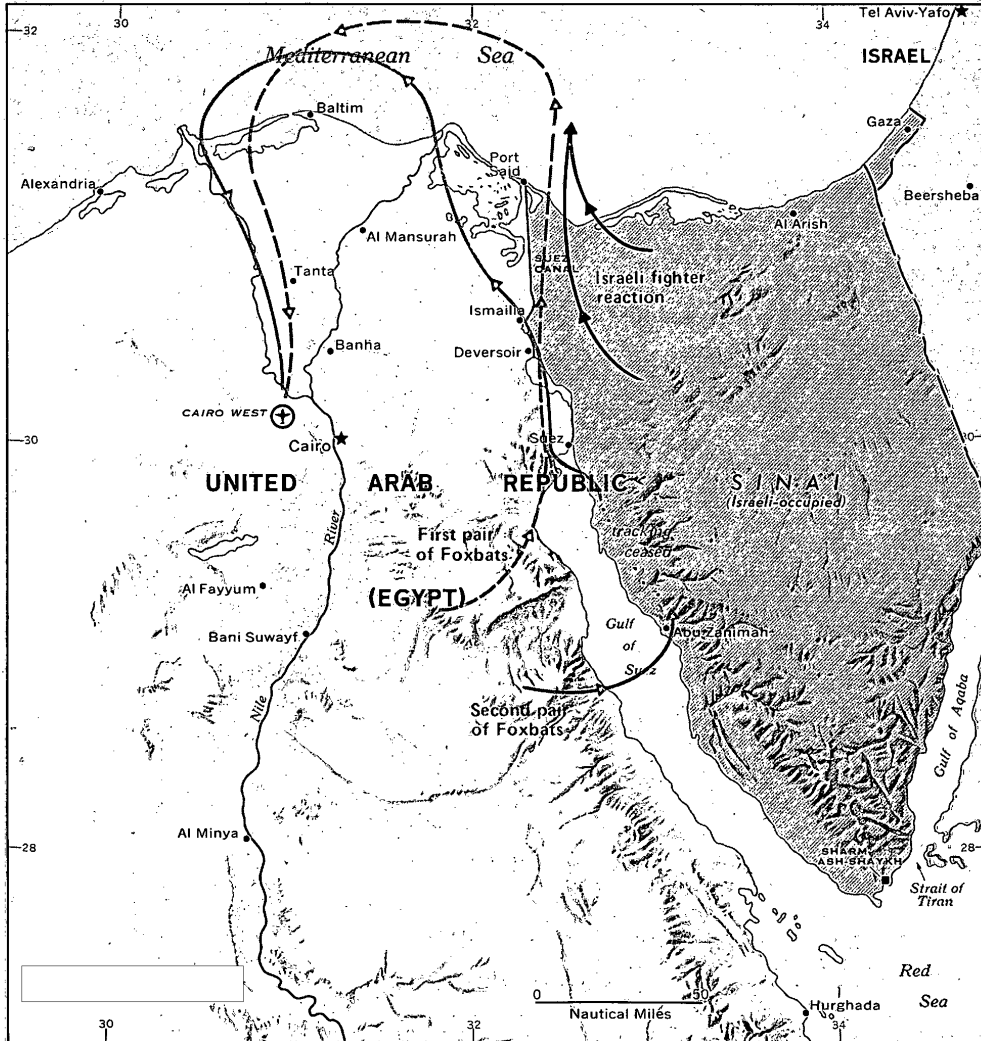 32
34
Tel Aviv-Yafo
Mediterranean Sea
ISRAEL
Baltim
Gaza
Port
Said
Alexandria
Beersheba
Al Mansurah
Al Arish
SUEZ
CANAL
Tanta
Israeli fighter
reaction
Ismailia
Banha
Deversoir
CAIRO WEST
30
Cairo
Suez
30
UNITED ARAB REPUBLIC
SINAI
(Israeli-occupied)
River
First pair
of Foxbats
tracking
ceased
Al Fayyum
(EGYPT)
Bani Suwayf
Gulf
of
Suez
Abu Zanimah
Nile
Second pair
of Foxbats
Gulf of Aqaba
Al Minya
28
28
SHARM
ASH-SHAYKH
Strait of
Tiran
Red
Sea
0 50
Nautical Miles
Hurghada
30
32
34